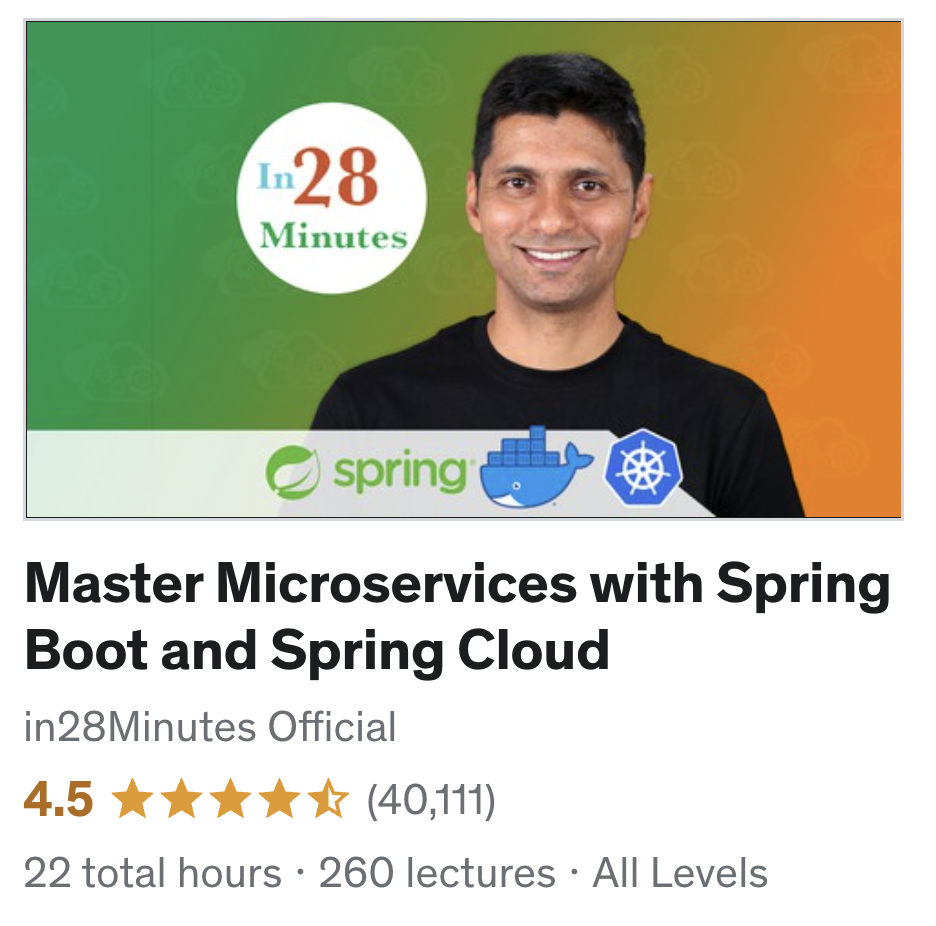 In28
Minutes
spring
Master Microservices with Spring
Boot and Spring Cloud
in28Minutes Official
4.5 (40,111)
22 total hours · 260 lectures · All Levels